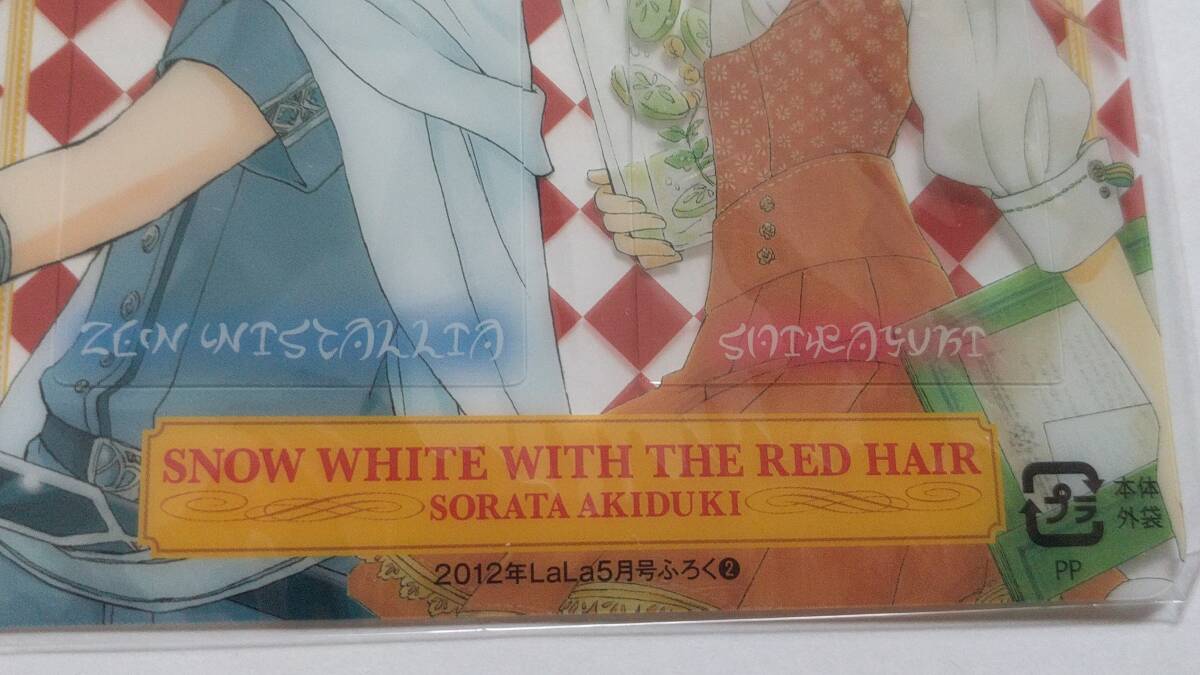 ZEN WISTALLIA
SHIRAYUKI
SNOW WHITE WITH THE RED HAIR
SORATA AKIDUKI
2012年LaLa5月号ふろく❷
プラ
本体
外袋
PP